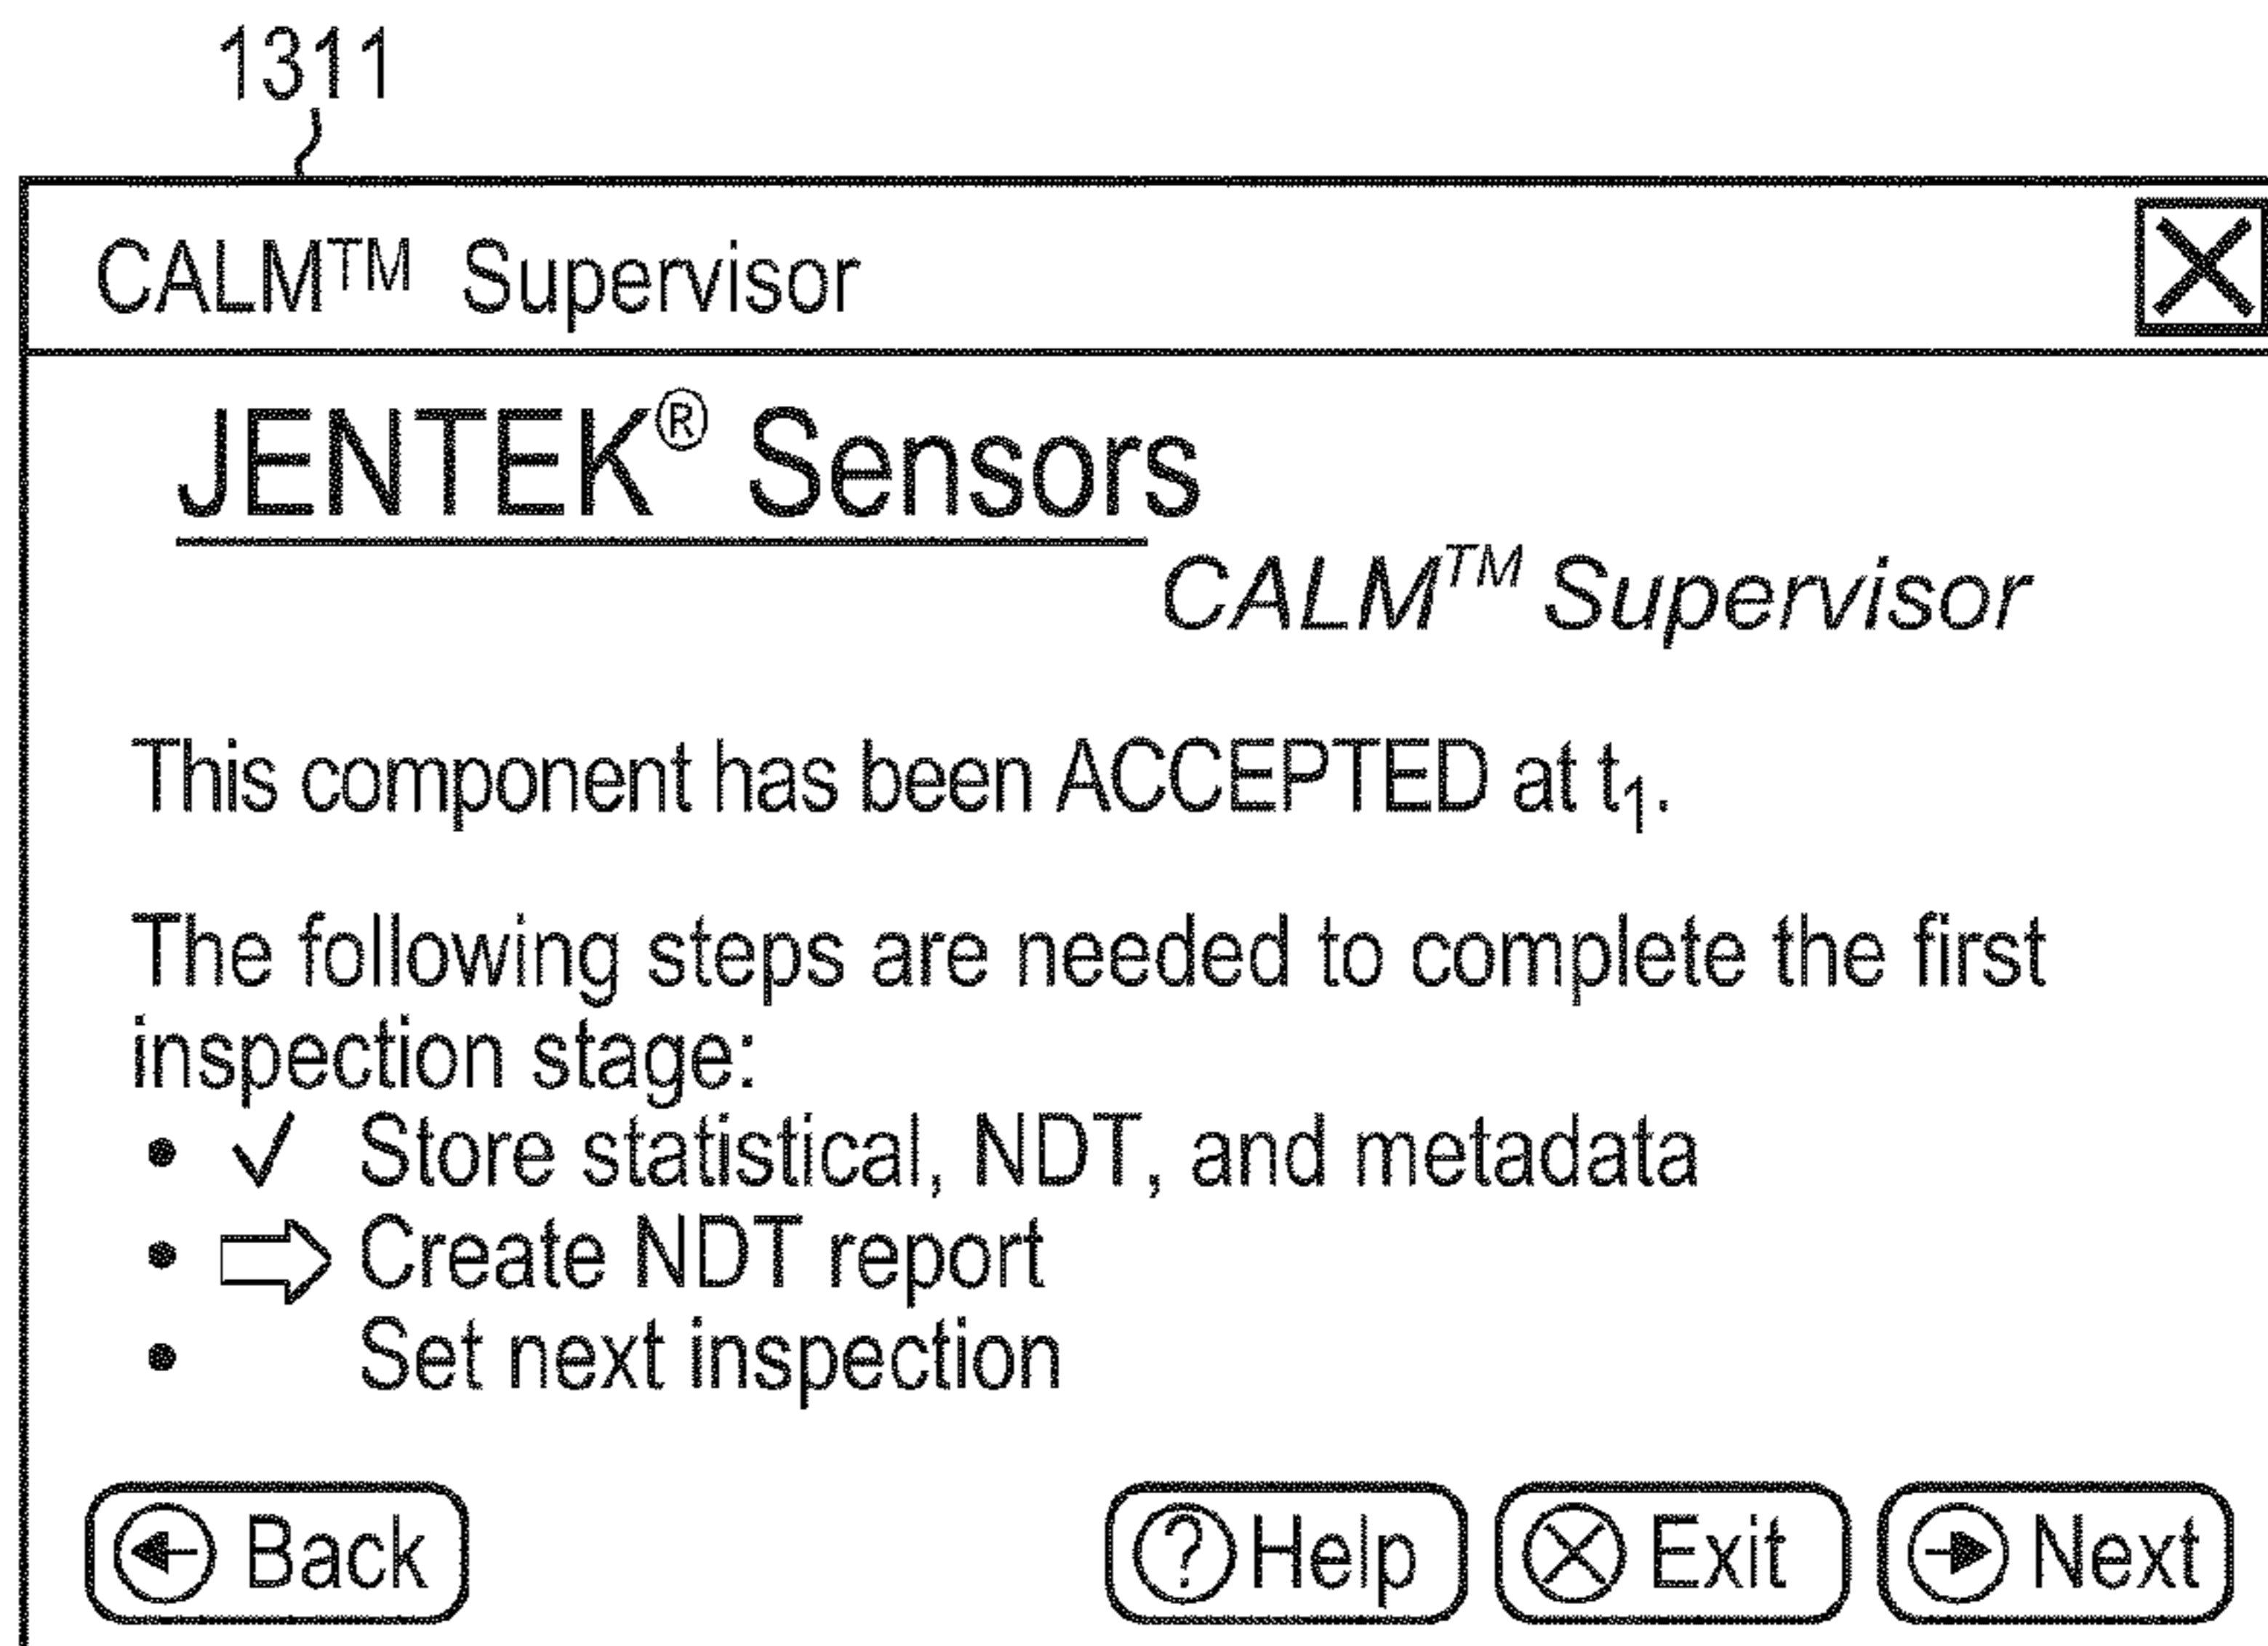 1311
CALM™ Supervisor
JENTEK® Sensors
CALM™ Supervisor
This component has been ACCEPTED at t₁.
The following steps are needed to complete the first
inspection stage:
• ✓ Store statistical, NDT, and metadata
• ⇨ Create NDT report
• Set next inspection
Back
Help
Exit
Next